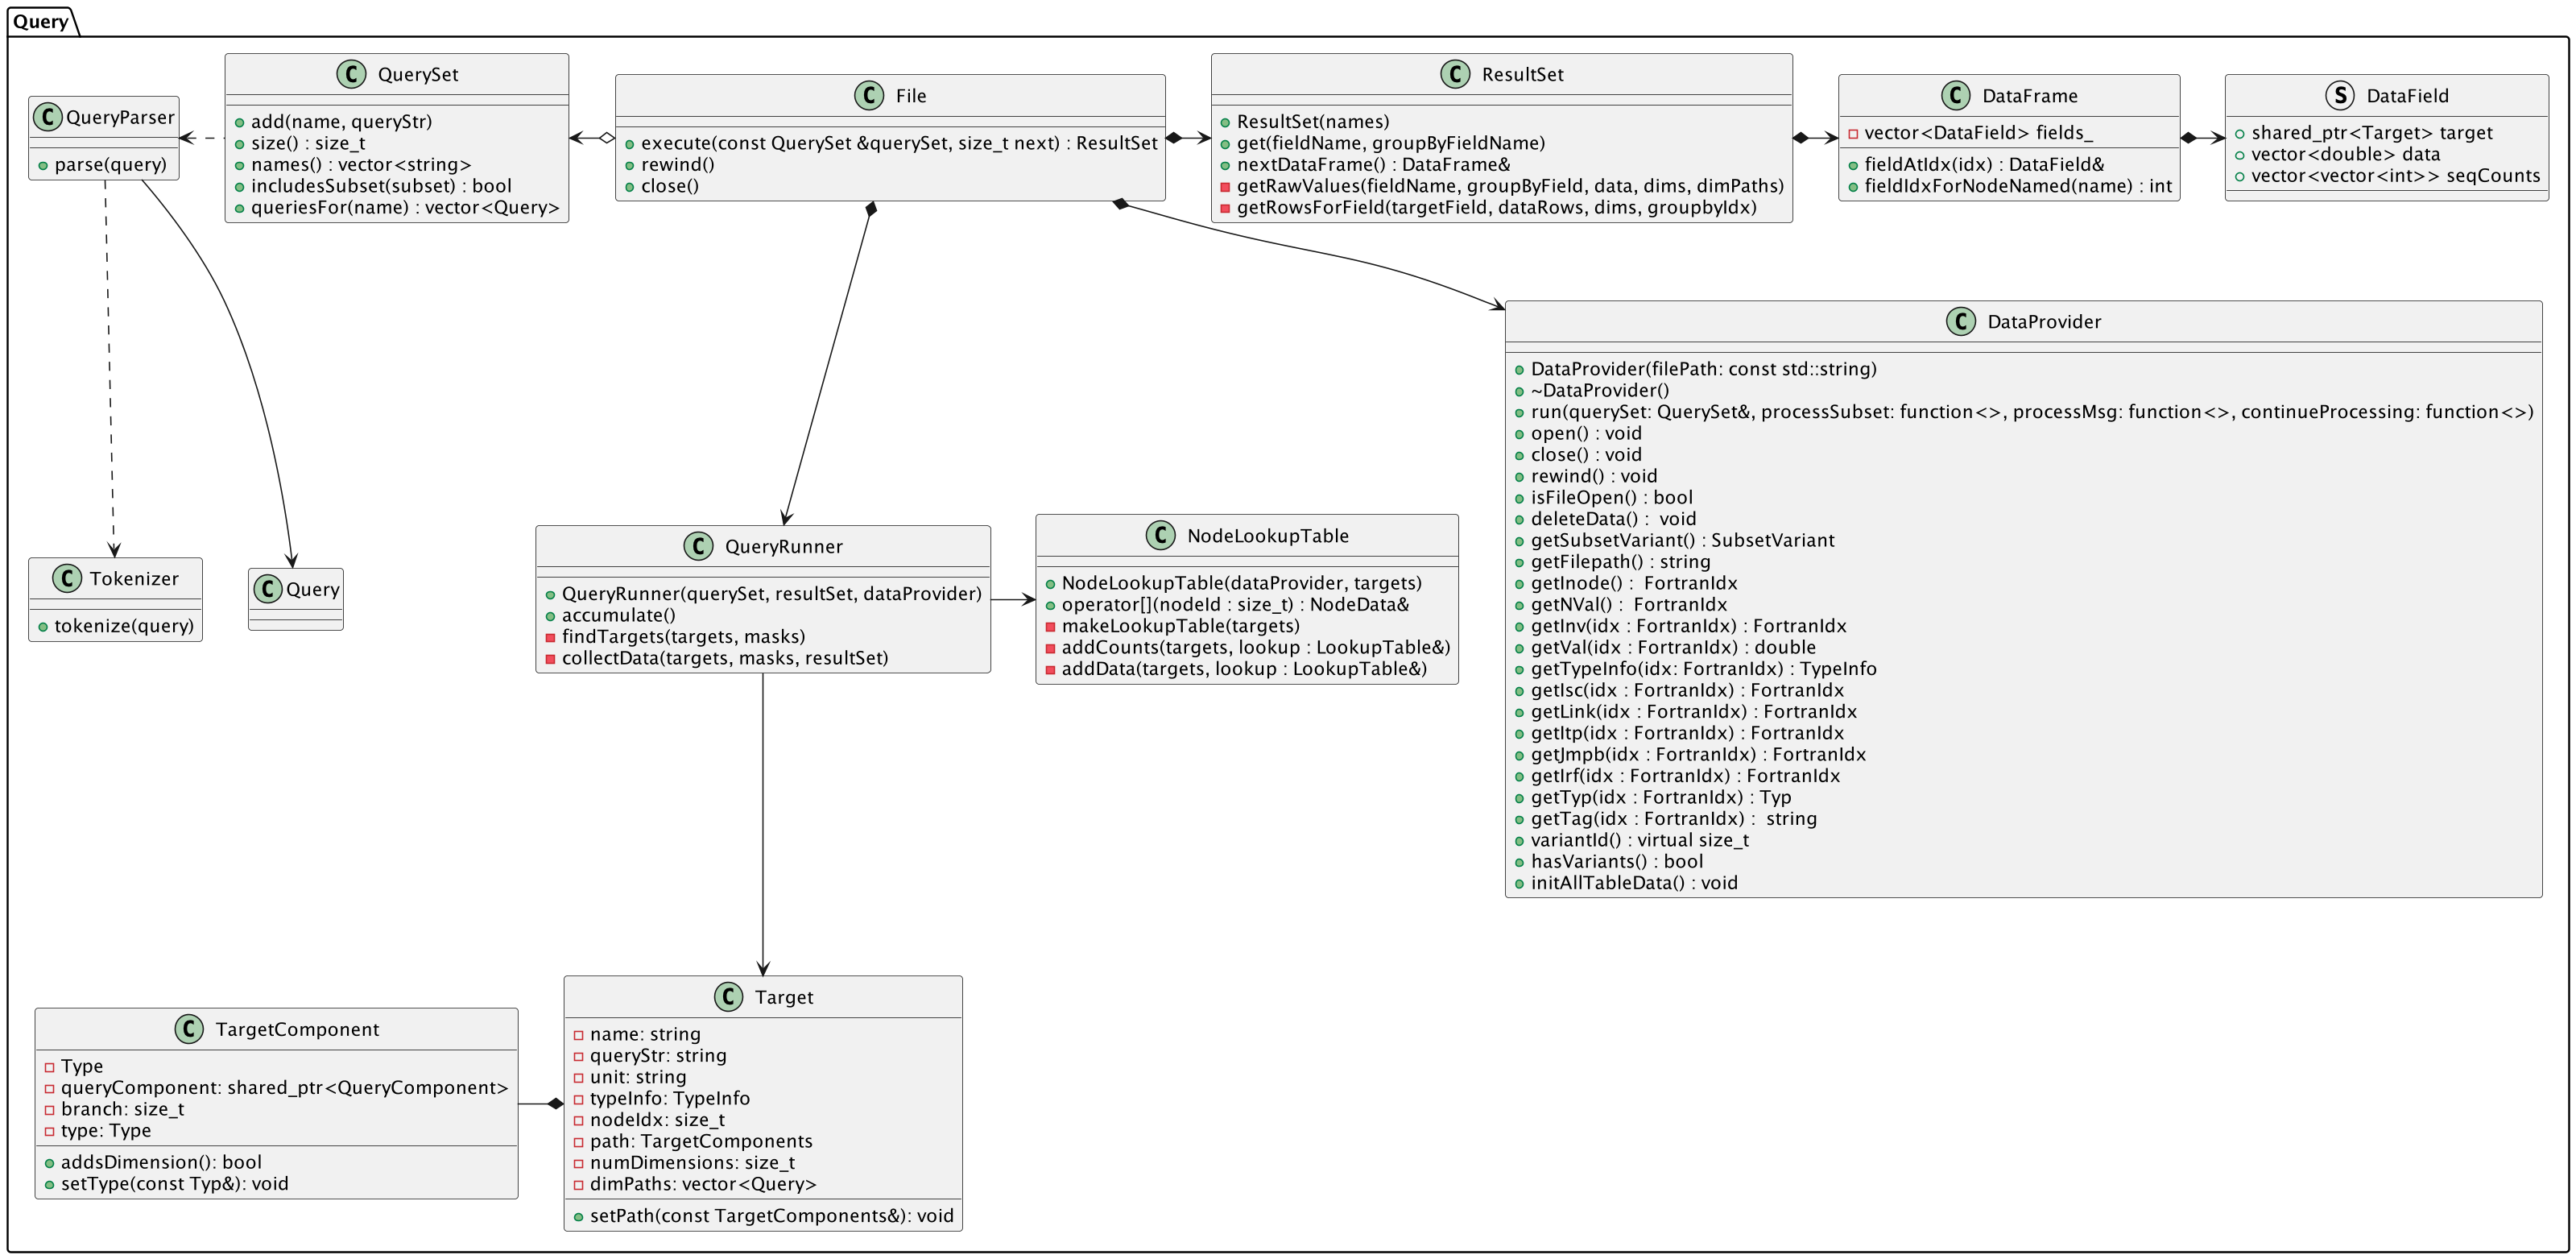 Query
C QueryParser
parse(query)
C QuerySet
add(name, queryStr)
size() : size_t
names() : vector<string>
includesSubset(subset) : bool
queriesFor(name) : vector<Query>
C File
execute(const QuerySet &querySet, size_t next) : ResultSet
rewind()
close()
C ResultSet
ResultSet(names)
get(fieldName, groupByFieldName)
nextDataFrame() : DataFrame&
getRawValues(fieldName, groupByField, data, dims, dimPaths)
getRowsForField(targetField, dataRows, dims, groupbyIdx)
C DataFrame
vector<DataField> fields_
fieldAtIdx(idx) : DataField&
fieldIdxForNodeNamed(name) : int
S DataField
shared_ptr<Target> target
vector<double> data
vector<vector<int>> seqCounts
C Tokenizer
tokenize(query)
C Query
C QueryRunner
QueryRunner(querySet, resultSet, dataProvider)
accumulate()
findTargets(targets, masks)
collectData(targets, masks, resultSet)
C NodeLookupTable
NodeLookupTable(dataProvider, targets)
operator[](nodeId : size_t) : NodeData&
makeLookupTable(targets)
addCounts(targets, lookup : LookupTable&)
addData(targets, lookup : LookupTable&)
C DataProvider
DataProvider(filePath: const std::string)
~DataProvider()
run(querySet: QuerySet&, processSubset: function<>, processMsg: function<>, continueProcessing: function<>)
open() : void
close() : void
rewind() : void
isFileOpen() : bool
deleteData() :  void
getSubsetVariant() : SubsetVariant
getFilepath() : string
getInode() :  FortranIdx
getNVal() :  FortranIdx
getInv(idx : FortranIdx) : FortranIdx
getVal(idx : FortranIdx) : double
getTypeInfo(idx: FortranIdx) : TypeInfo
getIsc(idx : FortranIdx) : FortranIdx
getLink(idx : FortranIdx) : FortranIdx
getItp(idx : FortranIdx) : FortranIdx
getJmpb(idx : FortranIdx) : FortranIdx
getIrf(idx : FortranIdx) : FortranIdx
getTyp(idx : FortranIdx) : Typ
getTag(idx : FortranIdx) :  string
variantId() : virtual size_t
hasVariants() : bool
initAllTableData() : void
C TargetComponent
Type
queryComponent: shared_ptr<QueryComponent>
branch: size_t
type: Type
addsDimension(): bool
setType(const Typ&): void
C Target
name: string
queryStr: string
unit: string
typeInfo: TypeInfo
nodeIdx: size_t
path: TargetComponents
numDimensions: size_t
dimPaths: vector<Query>
setPath(const TargetComponents&): void